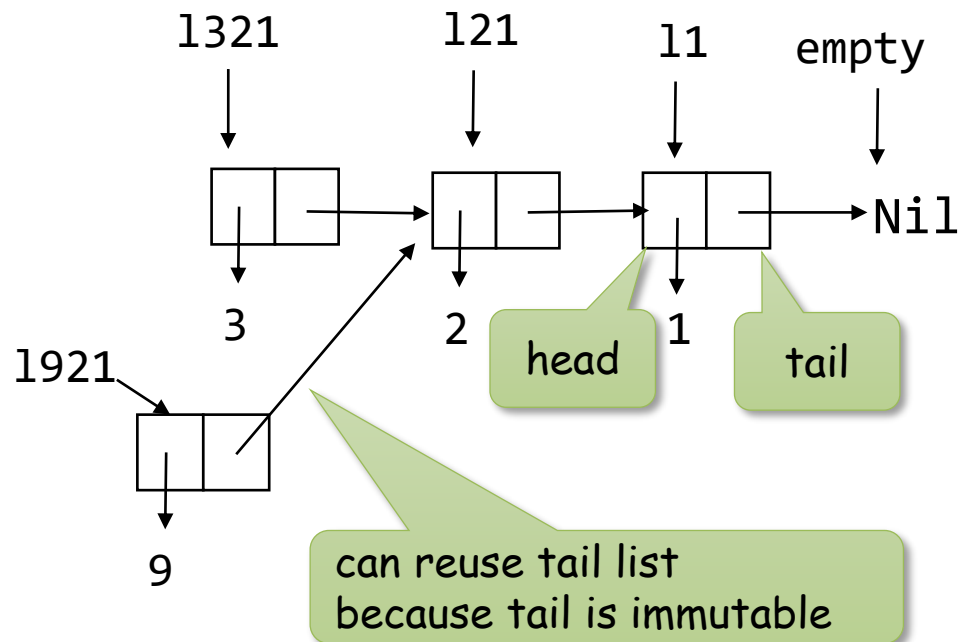 l321
l21
l1
empty
Nil
3
2
head
1
tail
l921
9
can reuse tail list
because tail is immutable